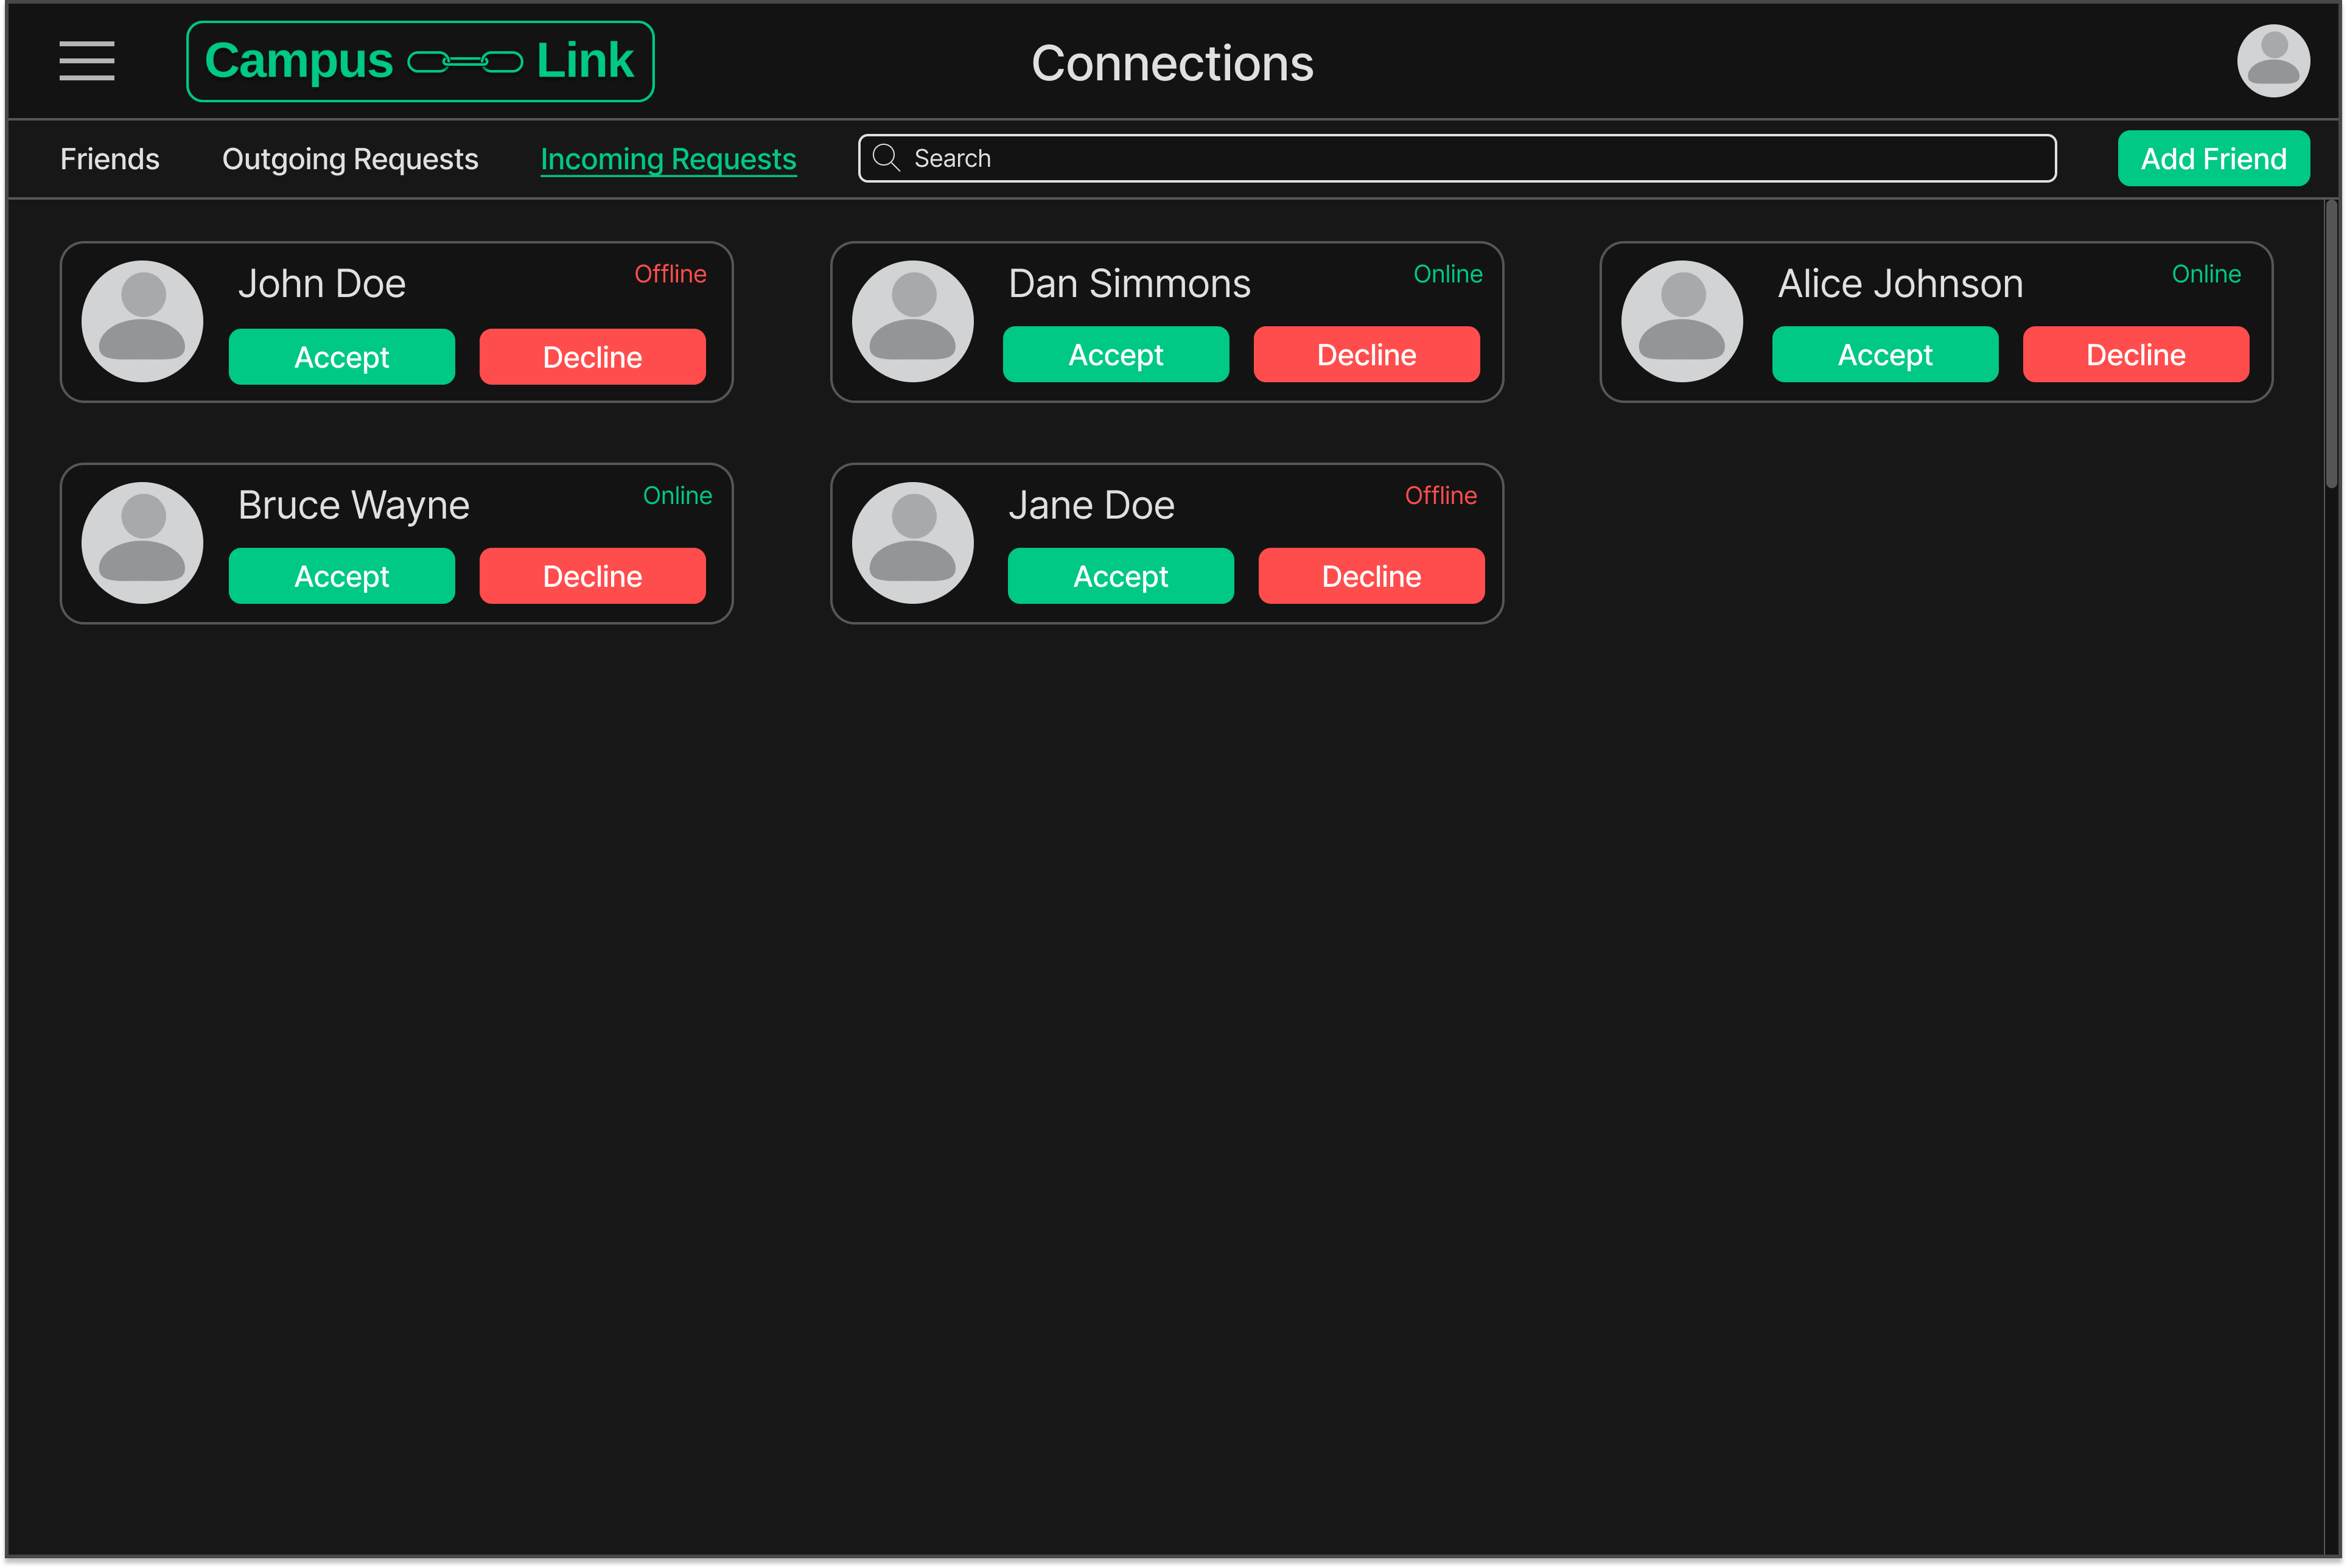 Campus Link
Connections
Friends
Outgoing Requests
Incoming Requests
Search
Add Friend
John Doe
Offline
Accept
Decline
Dan Simmons
Online
Accept
Decline
Alice Johnson
Online
Accept
Decline
Bruce Wayne
Online
Accept
Decline
Jane Doe
Offline
Accept
Decline